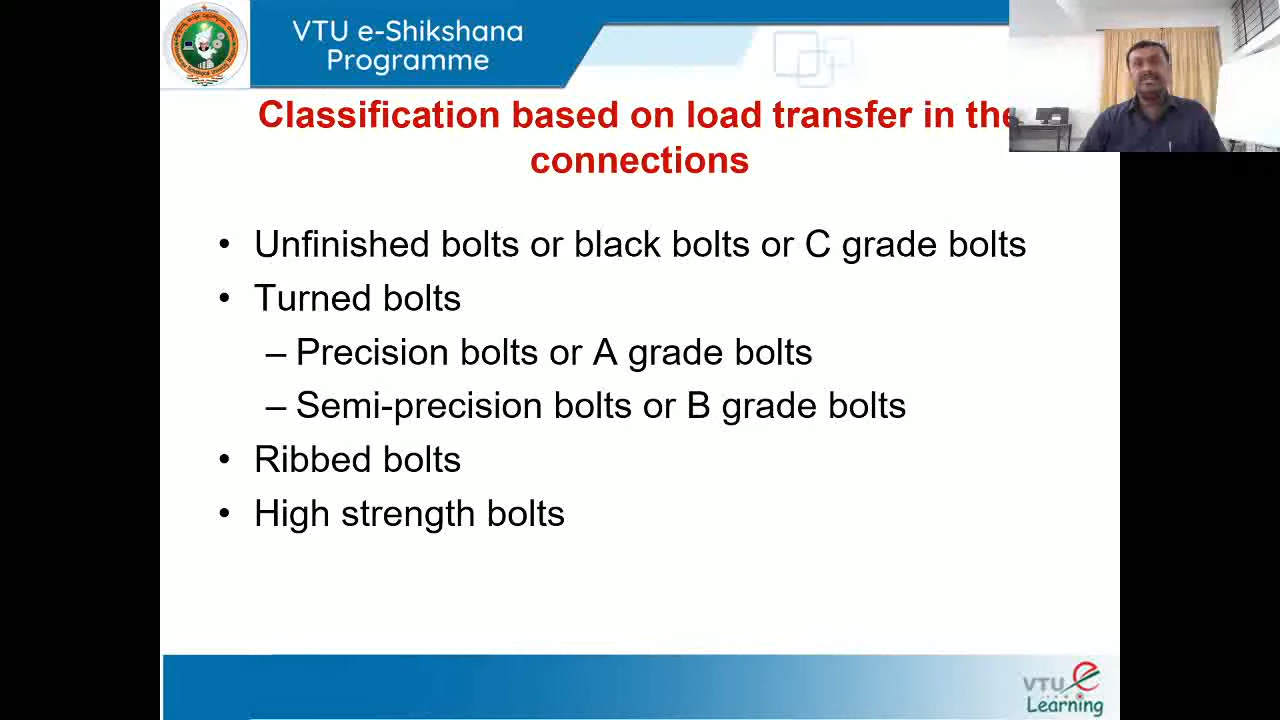 VTU e-Shikshana
Programme
Classification based on load transfer in the
connections
• Unfinished bolts or black bolts or C grade bolts
• Turned bolts
– Precision bolts or A grade bolts
– Semi-precision bolts or B grade bolts
• Ribbed bolts
• High strength bolts
VTU e
Learning